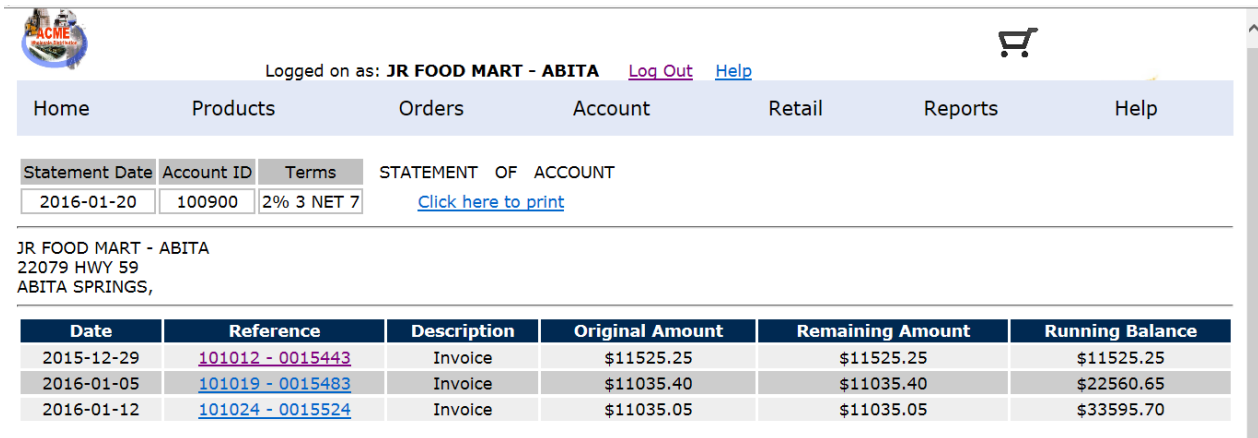 ACME
Logged on as: JR FOOD MART - ABITA Log Out Help
Home Products Orders Account Retail Reports Help
Statement Date Account ID Terms STATEMENT OF ACCOUNT
2016-01-20 100900 2% 3 NET 7 Click here to print
JR FOOD MART - ABITA
22079 HWY 59
ABITA SPRINGS,
Date Reference Description Original Amount Remaining Amount Running Balance
2015-12-29 101012 - 0015443 Invoice $11525.25 $11525.25 $11525.25
2016-01-05 101019 - 0015483 Invoice $11035.40 $11035.40 $22560.65
2016-01-12 101024 - 0015524 Invoice $11035.05 $11035.05 $33595.70